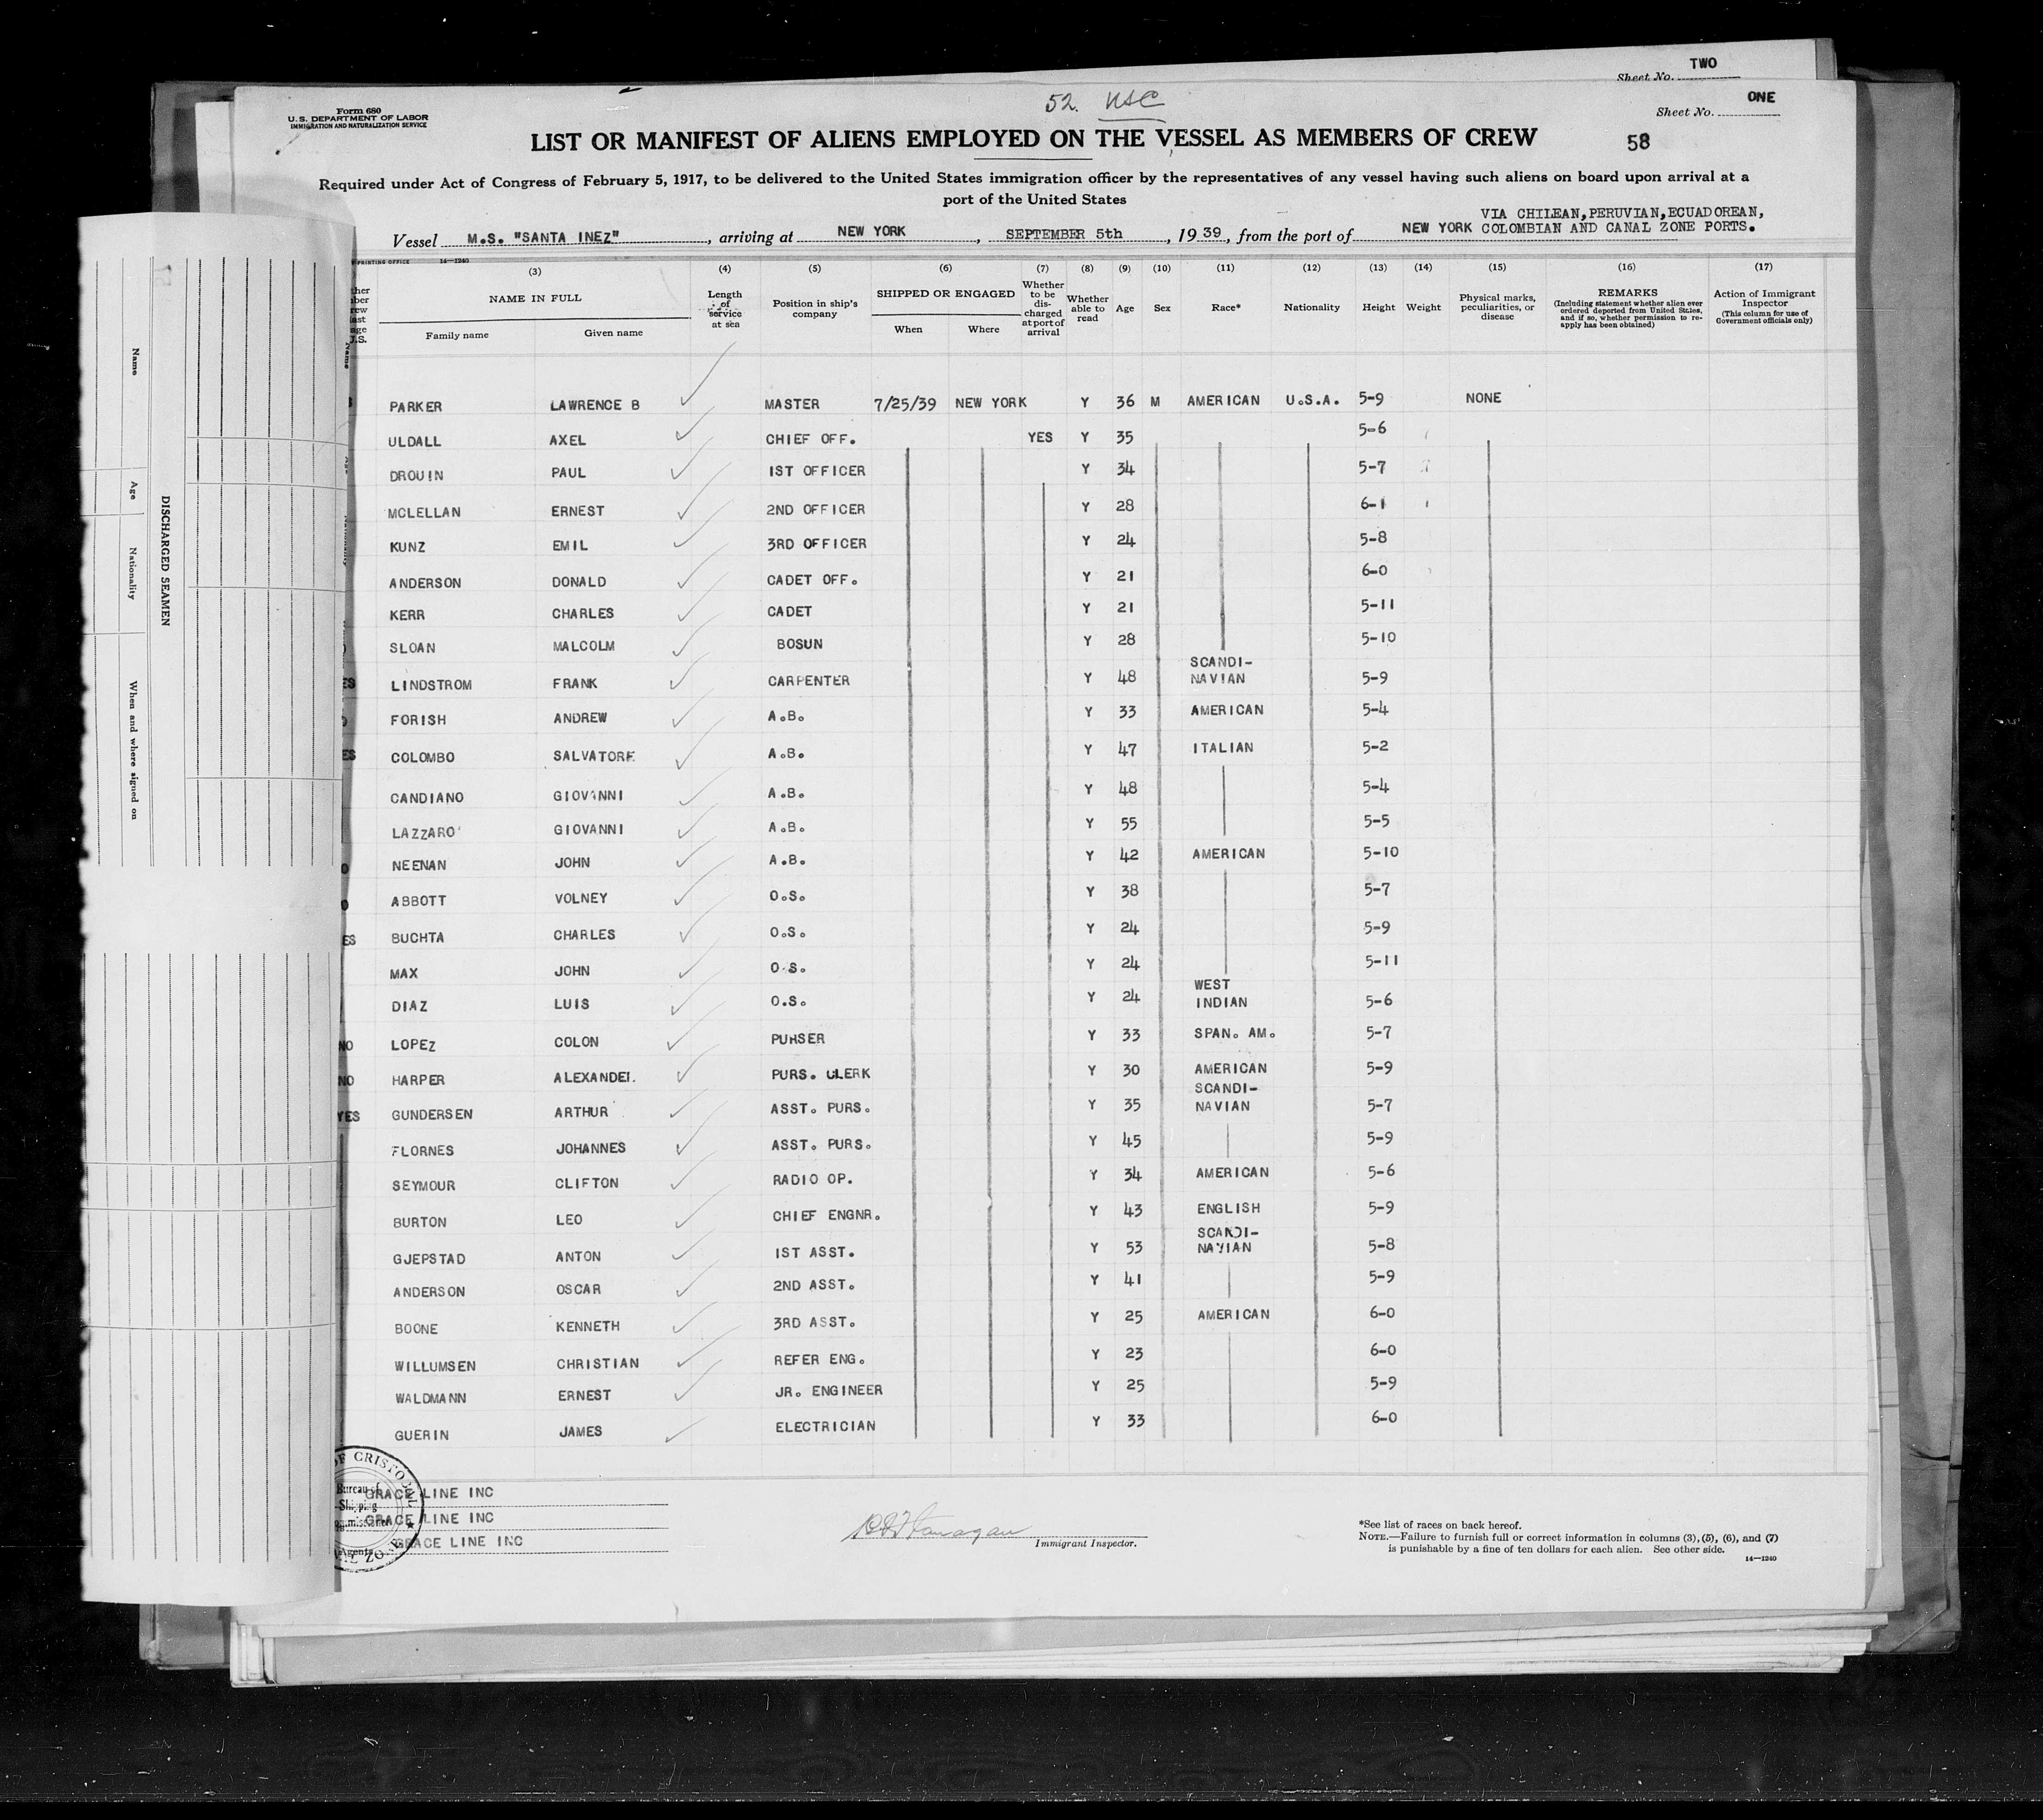 Sheet No. TWO
Form 680
U.S. DEPARTMENT OF LABOR
IMMIGRATION AND NATURALIZATION SERVICE
52.
Sheet No. ONE
LIST OR MANIFEST OF ALIENS EMPLOYED ON THE VESSEL AS MEMBERS OF CREW
58
Required under Act of Congress of February 5, 1917, to be delivered to the United States immigration officer by the representatives of any vessel having such aliens on board upon arrival at a
port of the United States
VIA CHILEAN, PERUVIAN, ECUADOREAN,
Vessel M.S. "SANTA INEZ", arriving at NEW YORK, SEPTEMBER 5th, 1939, from the port of NEW YORK COLOMBIAN AND CANAL ZONE PORTS.
PRINTING OFFICE 14—1240
(3) (4) (5) (6) (7) (8) (9) (10) (11) (12) (13) (14) (15) (16) (17)
NAME IN FULL Family name Given name
Length of service at sea
Position in ship's company
SHIPPED OR ENGAGED When Where
Whether to be discharged at port of arrival
Whether able to read
Age Sex Race* Nationality Height Weight
Physical marks, peculiarities, or disease
REMARKS
(Including statement whether alien ever ordered deported from United States, and if so, whether permission to re-apply has been obtained)
Action of Immigrant Inspector
(This column for use of Government officials only)
PARKER LAWRENCE B MASTER 7/25/39 NEW YORK Y 36 M AMERICAN U.S.A. 5-9 NONE
ULDALL AXEL CHIEF OFF. YES Y 35 5-6
DROUIN PAUL 1ST OFFICER Y 34 5-7
MCLELLAN ERNEST 2ND OFFICER Y 28 6-1
KUNZ EMIL 3RD OFFICER Y 24 5-8
ANDERSON DONALD CADET OFF. Y 21 6-0
KERR CHARLES CADET Y 21 5-11
SLOAN MALCOLM BOSUN Y 28 5-10
ES LINDSTROM FRANK CARPENTER Y 48 SCANDI-NAVIAN 5-9
FORISH ANDREW A.B. Y 33 AMERICAN 5-4
ES COLOMBO SALVATORE A.B. Y 47 ITALIAN 5-2
CANDIANO GIOVANNI A.B. Y 48 5-4
LAZZARO GIOVANNI A.B. Y 55 5-5
NEENAN JOHN A.B. Y 42 AMERICAN 5-10
ABBOTT VOLNEY O.S. Y 38 5-7
ES BUCHTA CHARLES O.S. Y 24 5-9
MAX JOHN O.S. Y 24 5-11
DIAZ LUIS O.S. Y 24 WEST INDIAN 5-6
NO LOPEZ COLON PURSER Y 33 SPAN. AM. 5-7
NO HARPER ALEXANDER PURS. CLERK Y 30 AMERICAN 5-9
YES GUNDERSEN ARTHUR ASST. PURS. Y 35 SCANDI-NAVIAN 5-7
FLORNES JOHANNES ASST. PURS. Y 45 5-9
SEYMOUR CLIFTON RADIO OP. Y 34 AMERICAN 5-6
BURTON LEO CHIEF ENGNR. Y 43 ENGLISH 5-9
GJEPSTAD ANTON 1ST ASST. Y 53 SCANDI-NAVIAN 5-8
ANDERSON OSCAR 2ND ASST. Y 41 5-9
BOONE KENNETH 3RD ASST. Y 25 AMERICAN 6-0
WILLUMSEN CHRISTIAN REFER ENG. Y 23 6-0
WALDMANN ERNEST JR. ENGINEER Y 25 5-9
GUERIN JAMES ELECTRICIAN Y 33 6-0
OF CRISTOBAL
Bureau of
Shipping
GRACE LINE INC
GRACE LINE INC
Agents GRACE LINE INC
Immigrant Inspector.
*See list of races on back hereof.
NOTE.—Failure to furnish full or correct information in columns (3), (5), (6), and (7)
is punishable by a fine of ten dollars for each alien. See other side.
14—1240
DISCHARGED SEAMEN
Name
Age
Nationality
When and where signed on